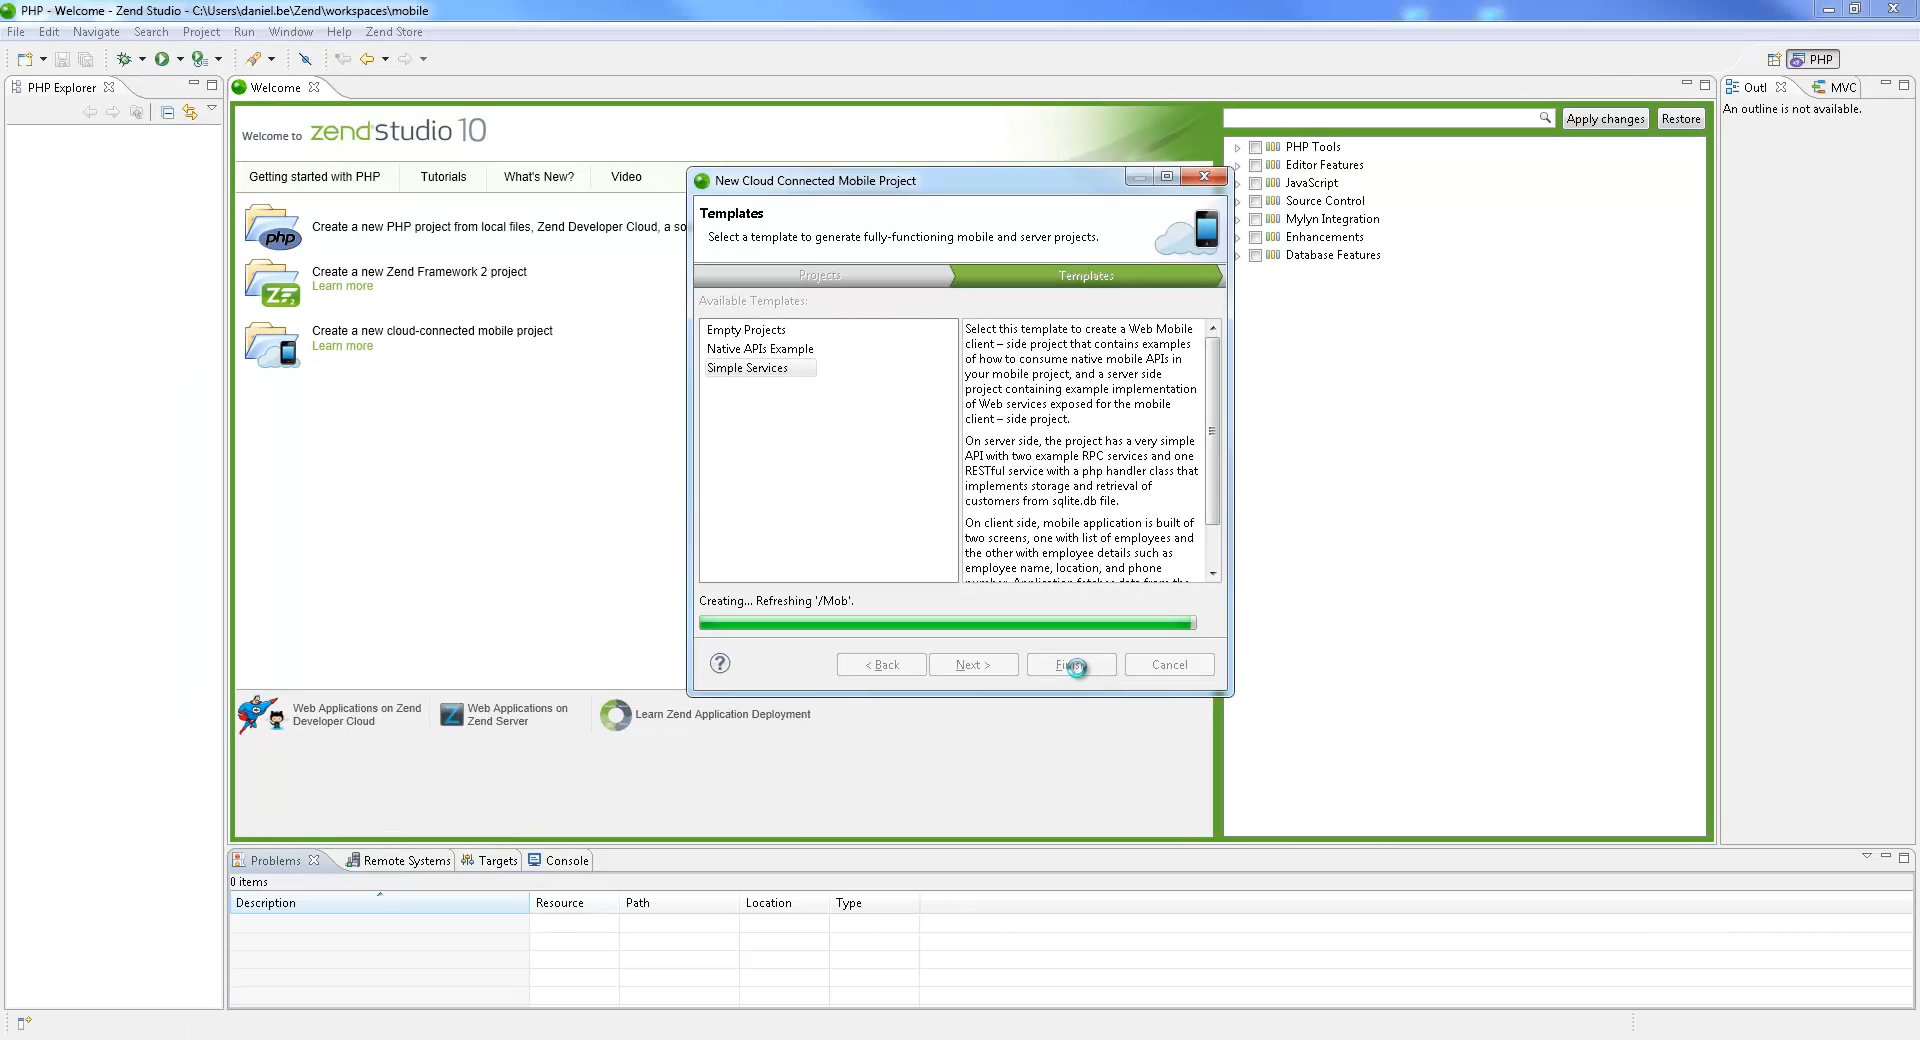 PHP - Welcome - Zend Studio - C:\Users\daniel.be\Zend\workspaces\mobile
File Edit Navigate Search Project Run Window Help Zend Store
PHP
PHP Explorer
Welcome
Outl
MVC
An outline is not available.
Welcome to zend Studio 10
Apply changes
Restore
Getting started with PHP
Tutorials
What's New?
Video
Create a new PHP project from local files, Zend Developer Cloud, a so
php
Create a new Zend Framework 2 project
Learn more
Create a new cloud-connected mobile project
Learn more
PHP Tools
Editor Features
JavaScript
Source Control
Mylyn Integration
Enhancements
Database Features
New Cloud Connected Mobile Project
Templates
Select a template to generate fully-functioning mobile and server projects.
Projects
Templates
Available Templates:
Empty Projects
Native APIs Example
Simple Services
Select this template to create a Web Mobile
client – side project that contains examples
of how to consume native mobile APIs in
your mobile project, and a server side
project containing example implementation
of Web services exposed for the mobile
client – side project.
On server side, the project has a very simple
API with two example RPC services and one
RESTful service with a php handler class that
implements storage and retrieval of
customers from sqlite.db file.
On client side, mobile application is built of
two screens, one with list of employees and
the other with employee details such as
employee name, location, and phone
number. Application fetches data from the
Creating... Refreshing '/Mob'.
?
< Back
Next >
Cancel
Web Applications on Zend
Developer Cloud
Web Applications on
Zend Server
Learn Zend Application Deployment
Problems
Remote Systems
Targets
Console
0 items
Description
Resource
Path
Location
Type